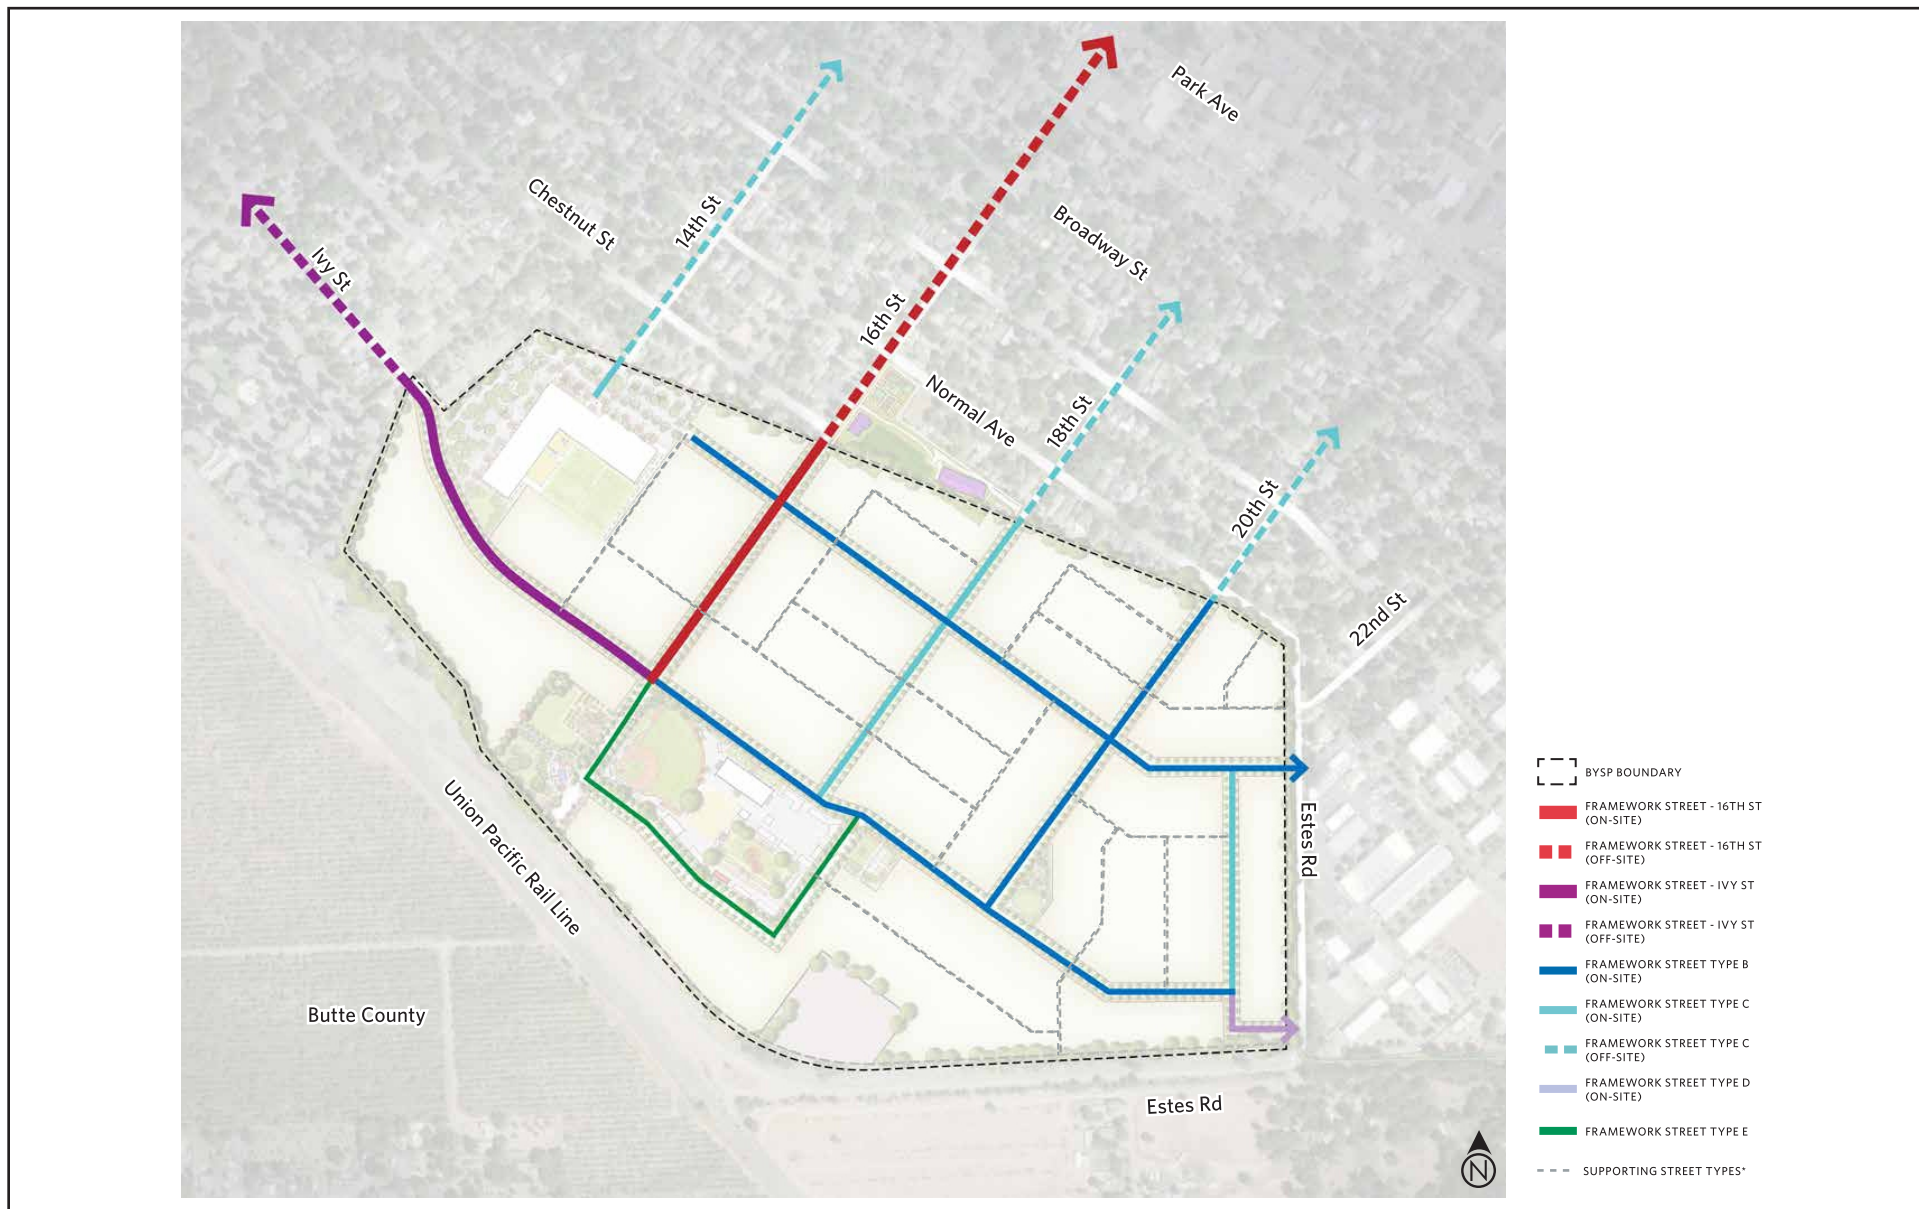 Park Ave
Chestnut St
14th St
Broadway St
Ivy St
16th St
Normal Ave
18th St
20th St
22nd St
Union Pacific Rail Line
Estes Rd
Butte County
Estes Rd
N
BYSP BOUNDARY
FRAMEWORK STREET - 16TH ST
(ON-SITE)
FRAMEWORK STREET - 16TH ST
(OFF-SITE)
FRAMEWORK STREET - IVY ST
(ON-SITE)
FRAMEWORK STREET - IVY ST
(OFF-SITE)
FRAMEWORK STREET TYPE B
(ON-SITE)
FRAMEWORK STREET TYPE C
(ON-SITE)
FRAMEWORK STREET TYPE C
(OFF-SITE)
FRAMEWORK STREET TYPE D
(ON-SITE)
FRAMEWORK STREET TYPE E
SUPPORTING STREET TYPES*